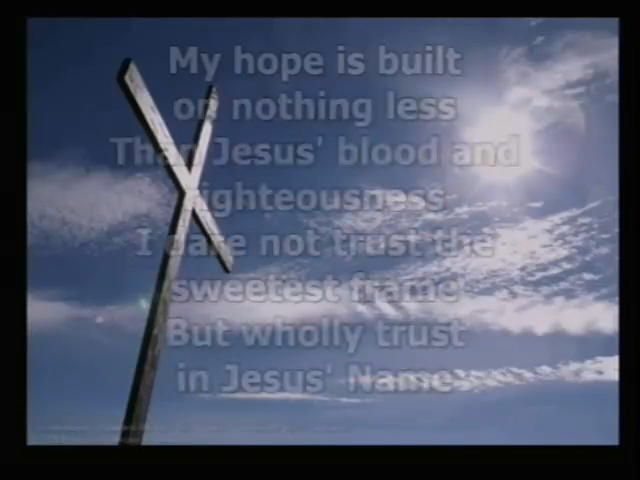 My hope is built
on nothing less
Than Jesus' blood and
righteousness
I dare not trust the
sweetest frame
But wholly trust
in Jesus' Name